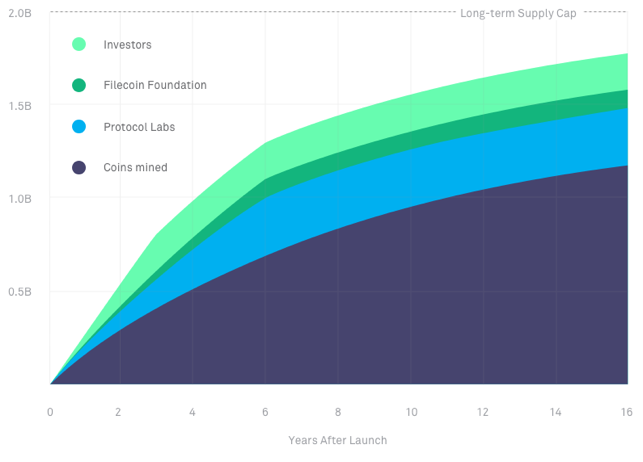 2.0B
Long-term Supply Cap
Investors
Filecoin Foundation
1.5B
Protocol Labs
Coins mined
1.0B
0.5B
0 2 4 6 8 10 12 14 16
Years After Launch